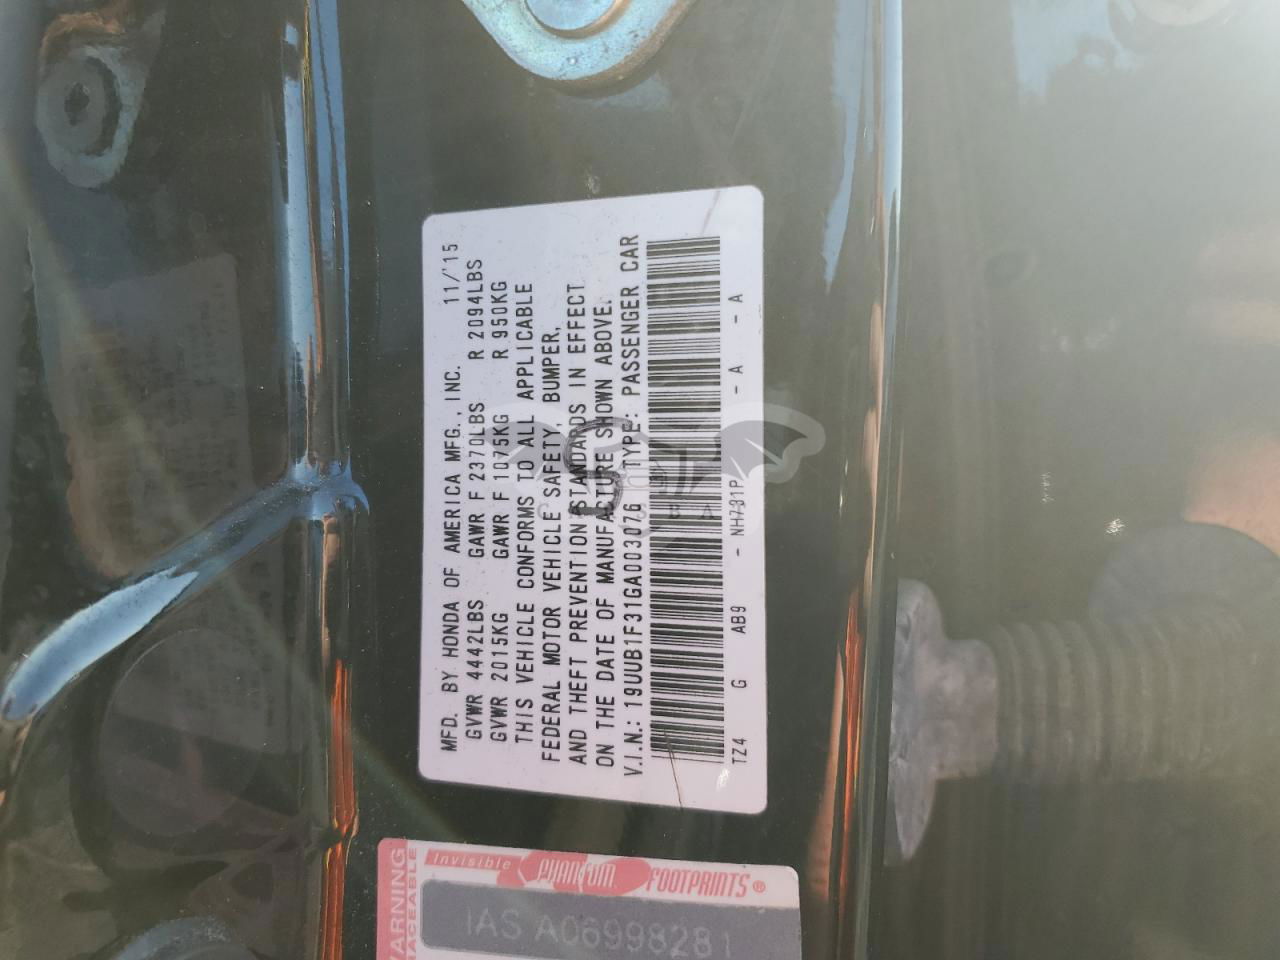 MFD. BY HONDA OF AMERICA MFG., INC. 11/'15
GVWR 4442LBS GAWR F 2370LBS R 2094LBS
GVWR 2015KG GAWR F 1075KG R 950KG
THIS VEHICLE CONFORMS TO ALL APPLICABLE
FEDERAL MOTOR VEHICLE SAFETY, BUMPER,
AND THEFT PREVENTION STANDARDS IN EFFECT
ON THE DATE OF MANUFACTURE SHOWN ABOVE.
V.I.N.: 19UUB1F31GA003076 TYPE: PASSENGER CAR
TZ4 G AB9 - NH731P - A - A
WARNING
Invisible PHANTOM FOOTPRINTS®
IAS A06998281